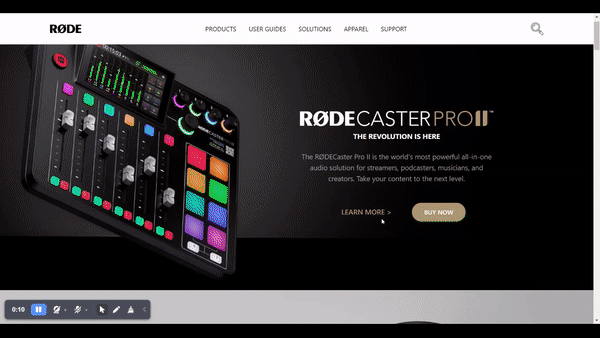 RØDE
PRODUCTS USER GUIDES SOLUTIONS APPAREL SUPPORT
RØDECASTER PRO II™
THE REVOLUTION IS HERE
The RØDECaster Pro II is the world's most powerful all-in-one
audio solution for streamers, podcasters, musicians, and
creators. Take your content to the next level.
LEARN MORE > BUY NOW
0:10